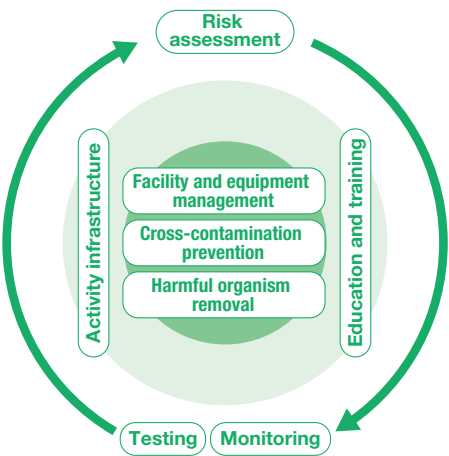 Risk
assessment
Activity infrastructure
Facility and equipment
management
Cross-contamination
prevention
Harmful organism
removal
Education and training
Testing
Monitoring